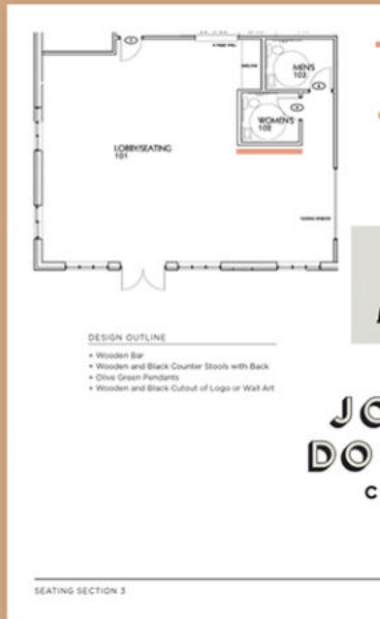 MEN'S
103
WOMEN'S
102
LOBBY/SEATING
101
DESIGN OUTLINE
+ Wooden Bar
+ Wooden and Black Counter Stools with Back
+ Olive Green Pendants
+ Wooden and Black Cutout of Logo or Wall Art
JO
DO
C
SEATING SECTION 3